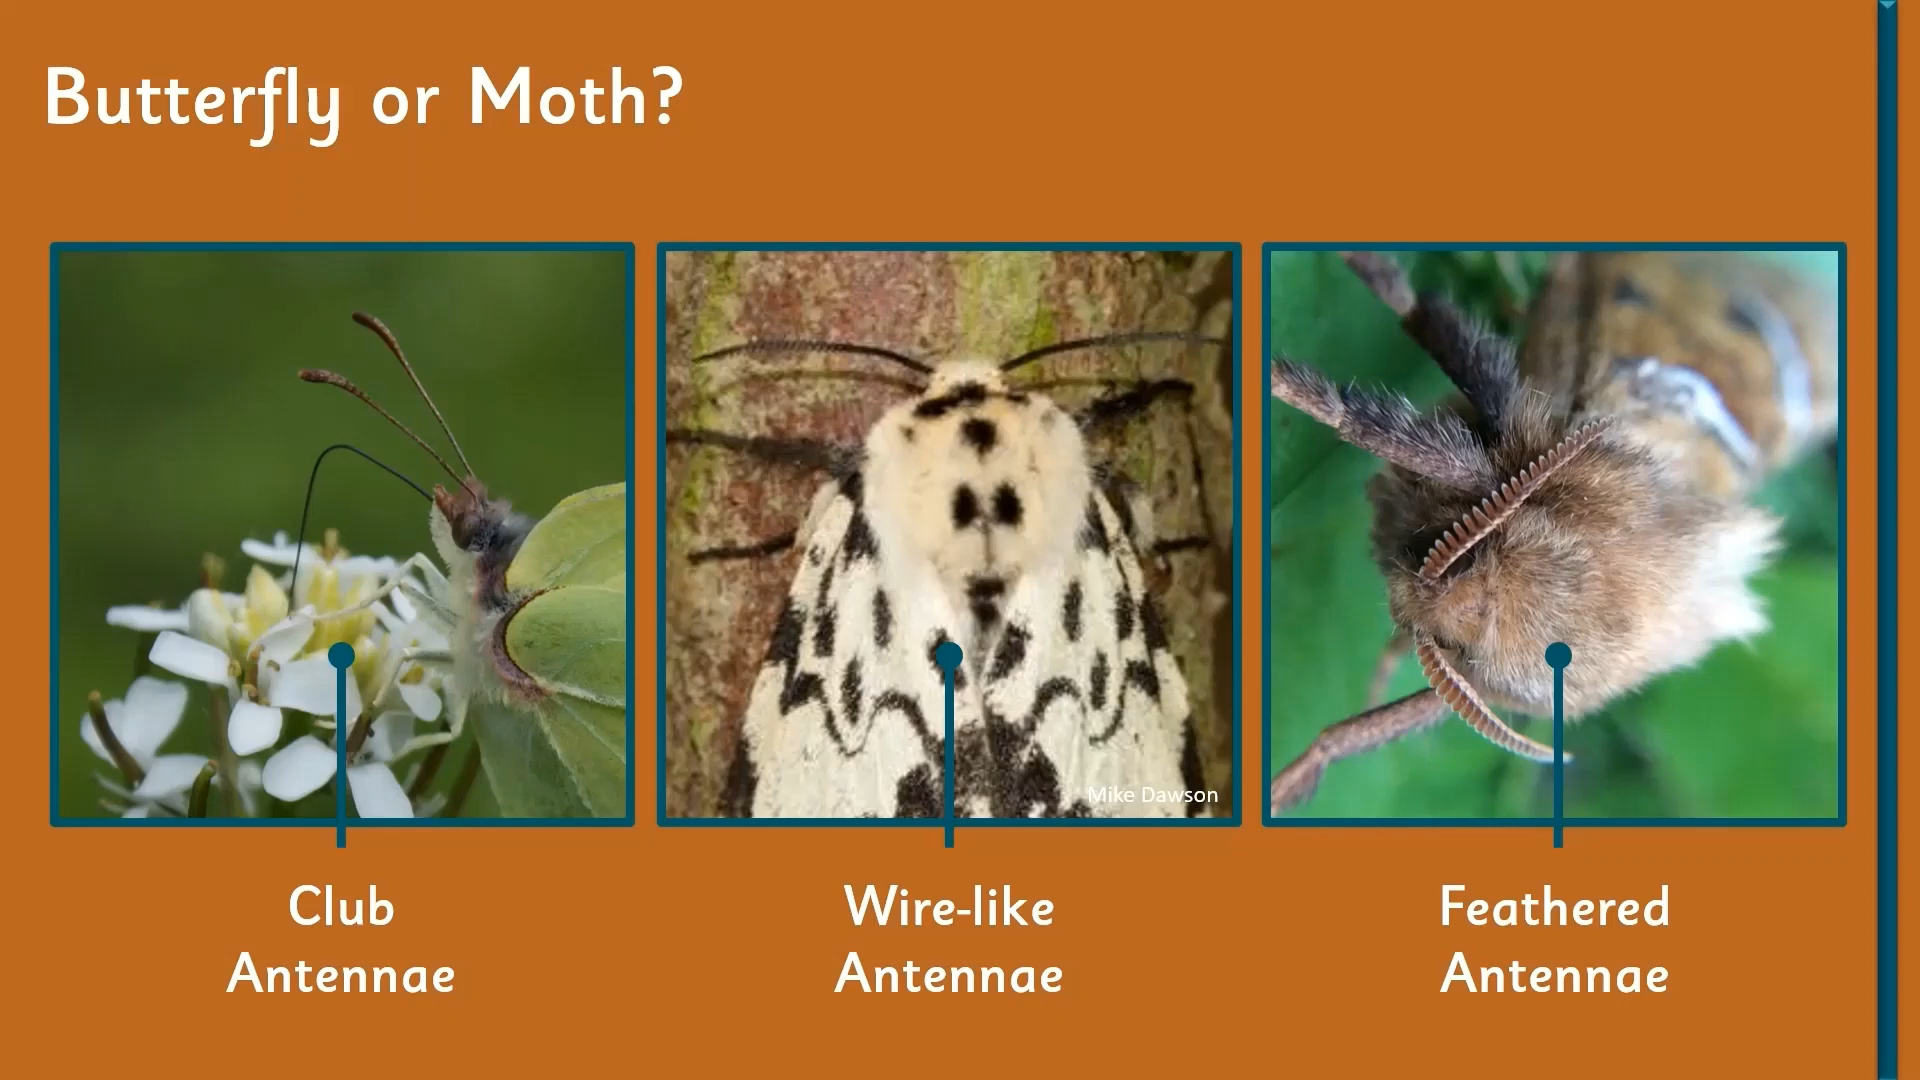 Butterfly or Moth?
Mike Dawson
Club
Antennae
Wire-like
Antennae
Feathered
Antennae